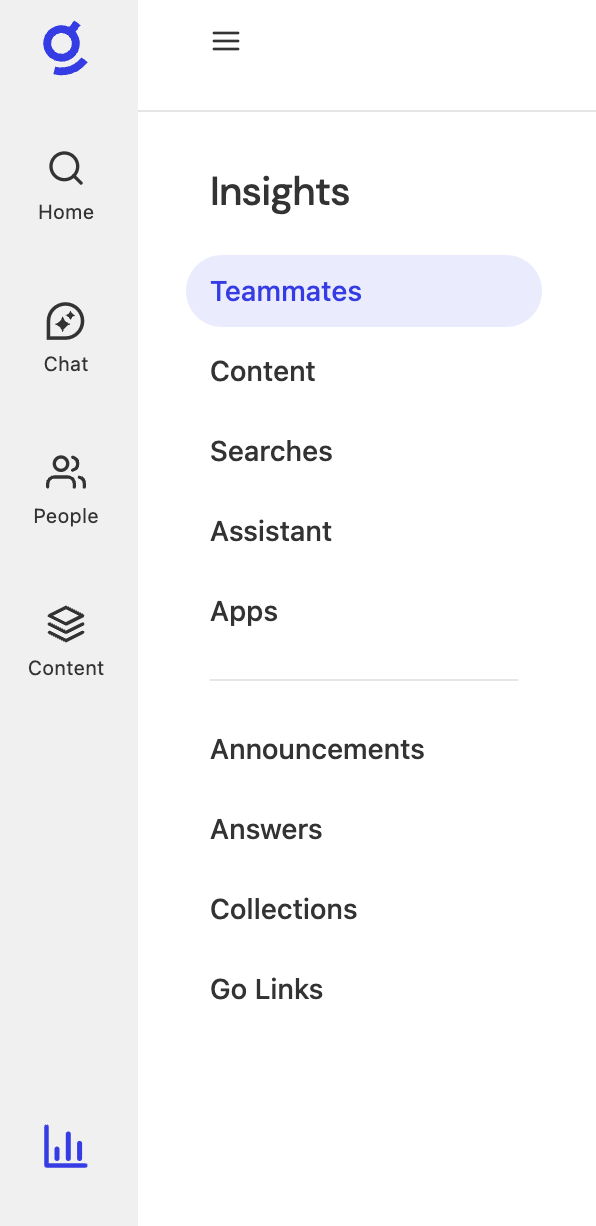 Home
Chat
People
Content
Insights
Teammates
Content
Searches
Assistant
Apps
Announcements
Answers
Collections
Go Links